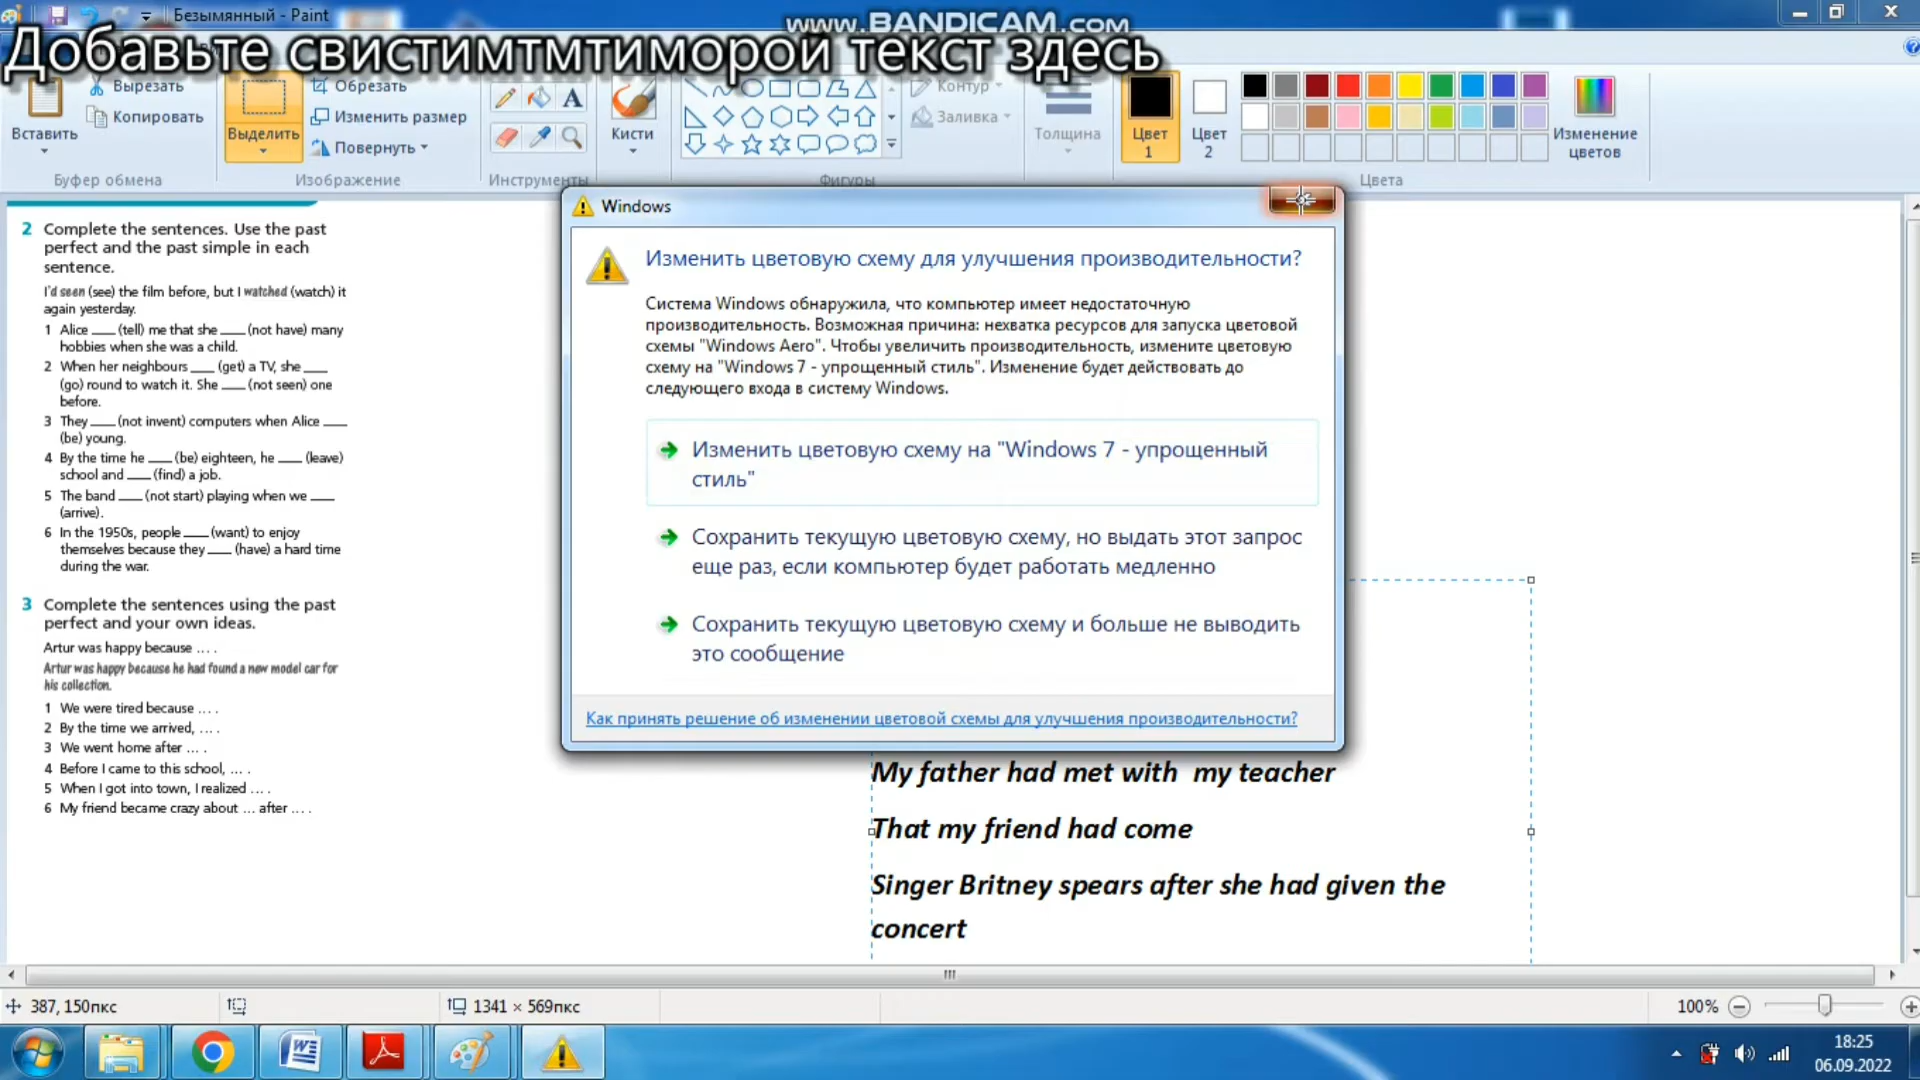 Безымянный - Paint
www.BANDICAM.com
Добавьте свистимтмтиморой текст здесь
Вставить
Вырезать
Копировать
Буфер обмена
Выделить
Обрезать
Изменить размер
Повернуть
Изображение
Инструменты
Кисти
Фигуры
Контур
Заливка
Толщина
Цвет 1
Цвет 2
Изменение цветов
Цвета
2 Complete the sentences. Use the past
perfect and the past simple in each
sentence.
I'd seen (see) the film before, but I watched (watch) it
again yesterday.
1 Alice ___ (tell) me that she ___ (not have) many
hobbies when she was a child.
2 When her neighbours ___ (get) a TV, she ___
(go) round to watch it. She ___ (not seen) one
before.
3 They ___ (not invent) computers when Alice ___
(be) young.
4 By the time he ___ (be) eighteen, he ___ (leave)
school and ___ (find) a job.
5 The band ___ (not start) playing when we ___
(arrive).
6 In the 1950s, people ___ (want) to enjoy
themselves because they ___ (have) a hard time
during the war.
3 Complete the sentences using the past
perfect and your own ideas.
Artur was happy because … .
Artur was happy because he had found a new model car for
his collection.
1 We were tired because … .
2 By the time we arrived, … .
3 We went home after … .
4 Before I came to this school, … .
5 When I got into town, I realized … .
6 My friend became crazy about … after … .
Windows
Изменить цветовую схему для улучшения производительности?
Система Windows обнаружила, что компьютер имеет недостаточную
производительность. Возможная причина: нехватка ресурсов для запуска цветовой
схемы "Windows Aero". Чтобы увеличить производительность, измените цветовую
схему на "Windows 7 - упрощенный стиль". Изменение будет действовать до
следующего входа в систему Windows.
Изменить цветовую схему на "Windows 7 - упрощенный
стиль"
Сохранить текущую цветовую схему, но выдать этот запрос
еще раз, если компьютер будет работать медленно
Сохранить текущую цветовую схему и больше не выводить
это сообщение
Как принять решение об изменении цветовой схемы для улучшения производительности?
My father had met with my teacher
That my friend had come
Singer Britney spears after she had given the
concert
387, 150пкс
1341 × 569пкс
100%
18:25
06.09.2022